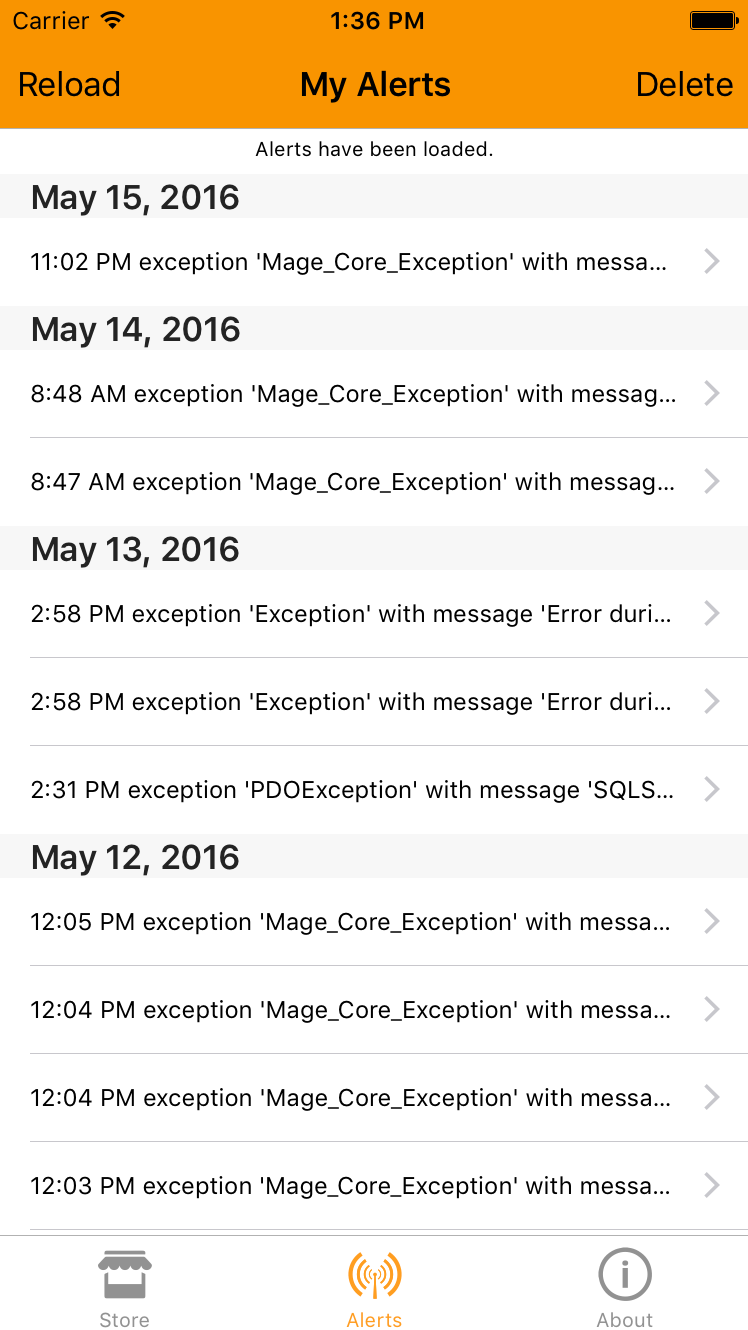 Carrier 1:36 PM
Reload My Alerts Delete
Alerts have been loaded.
May 15, 2016
11:02 PM exception 'Mage_Core_Exception' with messa...
May 14, 2016
8:48 AM exception 'Mage_Core_Exception' with messag...
8:47 AM exception 'Mage_Core_Exception' with messag...
May 13, 2016
2:58 PM exception 'Exception' with message 'Error duri...
2:58 PM exception 'Exception' with message 'Error duri...
2:31 PM exception 'PDOException' with message 'SQLS...
May 12, 2016
12:05 PM exception 'Mage_Core_Exception' with messa...
12:04 PM exception 'Mage_Core_Exception' with messa...
12:04 PM exception 'Mage_Core_Exception' with messa...
12:03 PM exception 'Mage_Core_Exception' with messa...
Store Alerts About